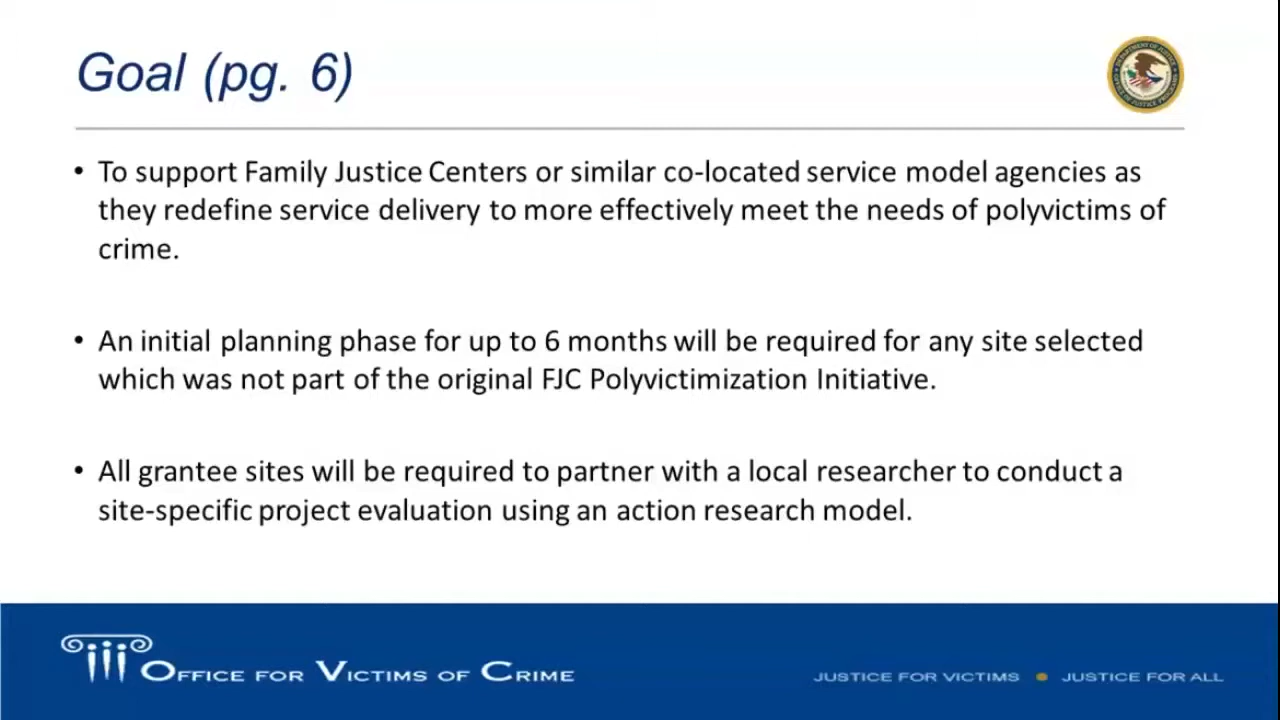 Goal (pg. 6)
• To support Family Justice Centers or similar co-located service model agencies as
they redefine service delivery to more effectively meet the needs of polyvictims of
crime.
• An initial planning phase for up to 6 months will be required for any site selected
which was not part of the original FJC Polyvictimization Initiative.
• All grantee sites will be required to partner with a local researcher to conduct a
site-specific project evaluation using an action research model.
OFFICE FOR VICTIMS OF CRIME
JUSTICE FOR VICTIMS • JUSTICE FOR ALL